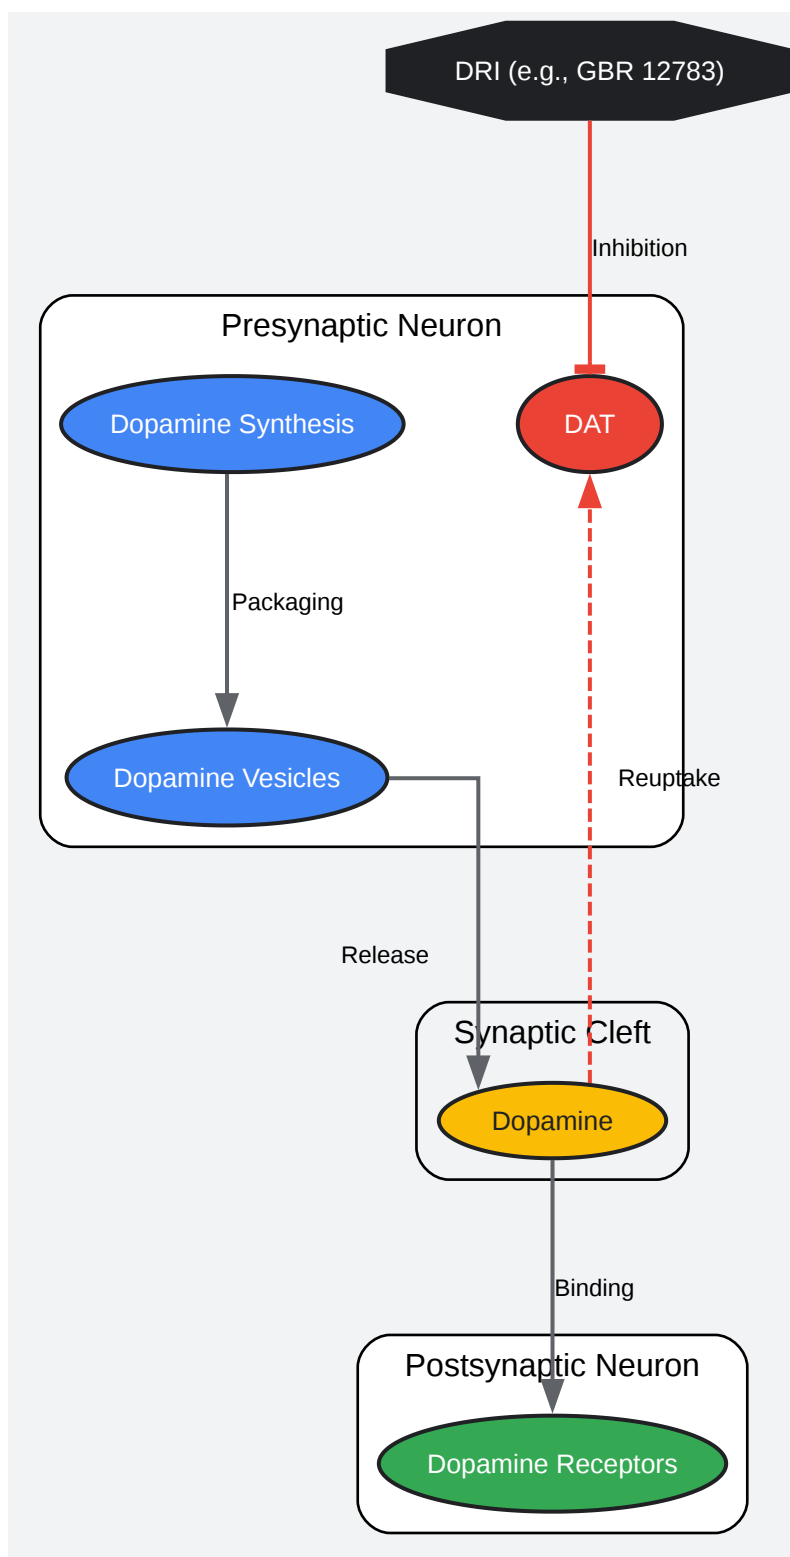 DRI (e.g., GBR 12783)
Inhibition
Presynaptic Neuron
Dopamine Synthesis
DAT
Packaging
Dopamine Vesicles
Reuptake
Release
Synaptic Cleft
Dopamine
Binding
Postsynaptic Neuron
Dopamine Receptors